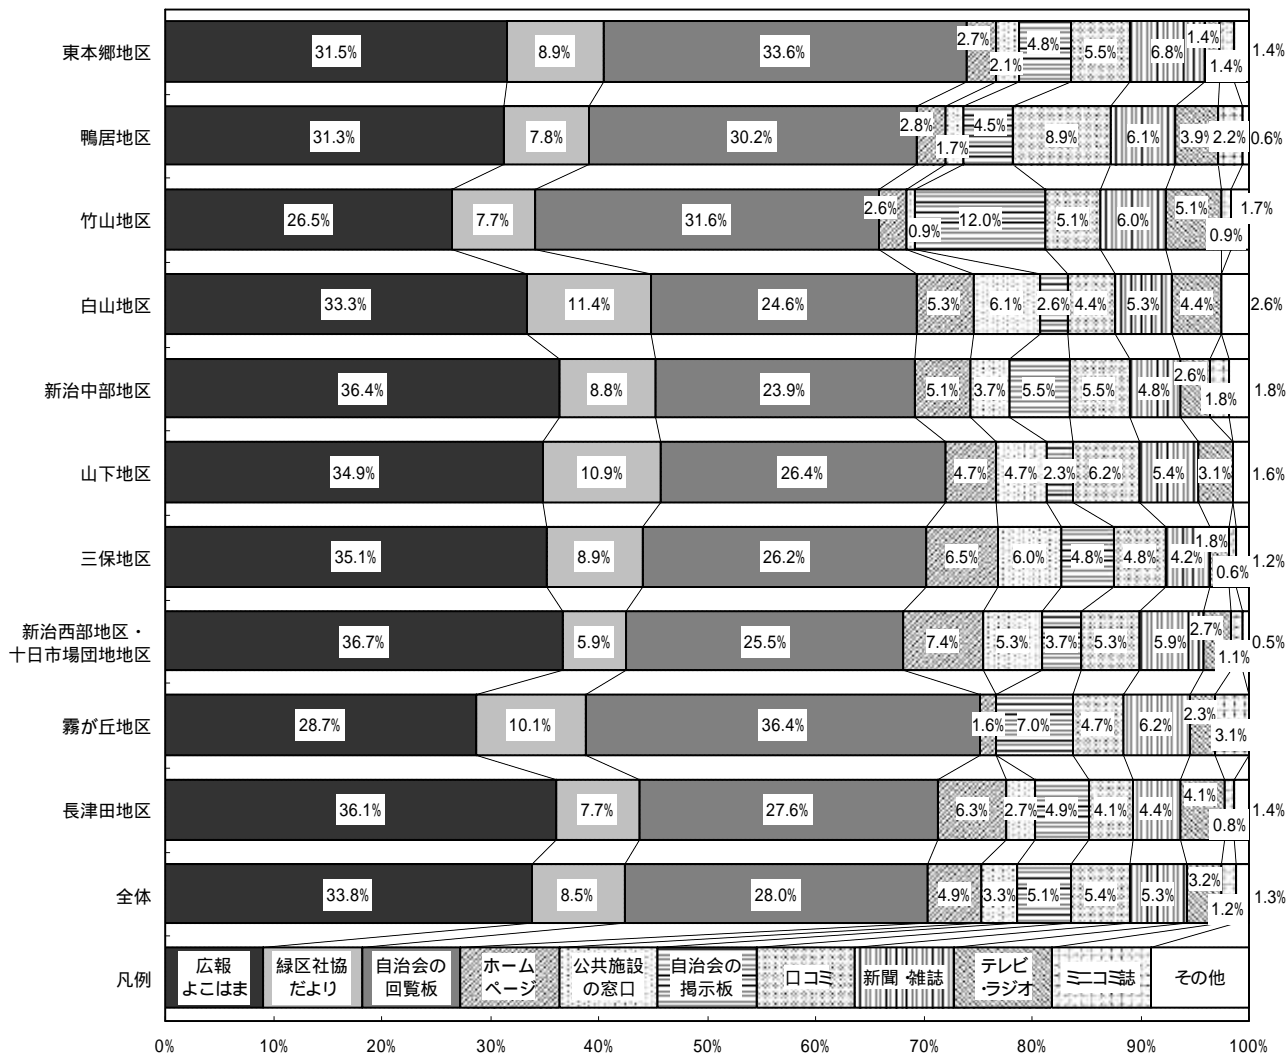 東本郷地区 31.5% 8.9% 33.6% 2.7% 2.1% 4.8% 5.5% 6.8% 1.4% 1.4% 1.4%
鴨居地区 31.3% 7.8% 30.2% 2.8% 1.7% 4.5% 8.9% 6.1% 3.9% 2.2% 0.6%
竹山地区 26.5% 7.7% 31.6% 2.6% 0.9% 12.0% 5.1% 6.0% 5.1% 0.9% 1.7%
白山地区 33.3% 11.4% 24.6% 5.3% 6.1% 2.6% 4.4% 5.3% 4.4% 2.6%
新治中部地区 36.4% 8.8% 23.9% 5.1% 3.7% 5.5% 5.5% 4.8% 2.6% 1.8% 1.8%
山下地区 34.9% 10.9% 26.4% 4.7% 4.7% 2.3% 6.2% 5.4% 3.1% 1.6%
三保地区 35.1% 8.9% 26.2% 6.5% 6.0% 4.8% 4.8% 4.2% 1.8% 0.6% 1.2%
新治西部地区・
十日市場団地地区 36.7% 5.9% 25.5% 7.4% 5.3% 3.7% 5.3% 5.9% 2.7% 1.1% 0.5%
霧が丘地区 28.7% 10.1% 36.4% 1.6% 7.0% 4.7% 6.2% 2.3% 3.1%
長津田地区 36.1% 7.7% 27.6% 6.3% 2.7% 4.9% 4.1% 4.4% 4.1% 0.8% 1.4%
全体 33.8% 8.5% 28.0% 4.9% 3.3% 5.1% 5.4% 5.3% 3.2% 1.2% 1.3%
凡例
広報
よこはま
緑区社協
だより
自治会の
回覧板
ホーム
ページ
公共施設
の窓口
自治会の
掲示板
口コミ
新聞・雑誌
テレビ
・ラジオ
ミニコミ誌
その他
0% 10% 20% 30% 40% 50% 60% 70% 80% 90% 100%